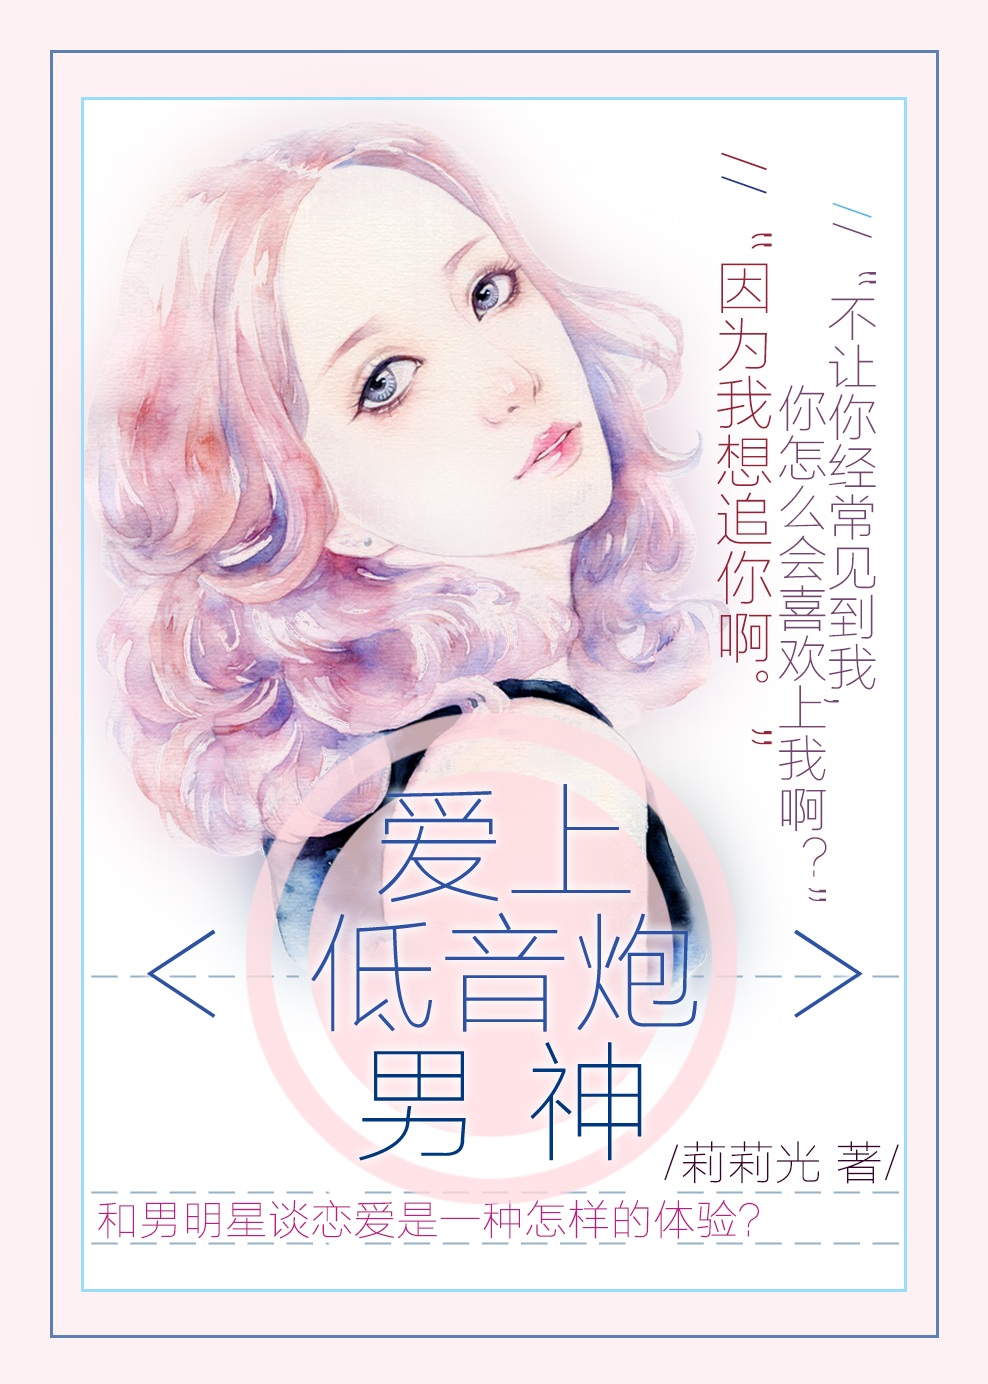 “不让你经常见到我,
你怎么会喜欢上我啊?”
“因为我想追你啊。”
爱上
低音炮
男神
/莉莉光 著/
和男明星谈恋爱是一种怎样的体验?